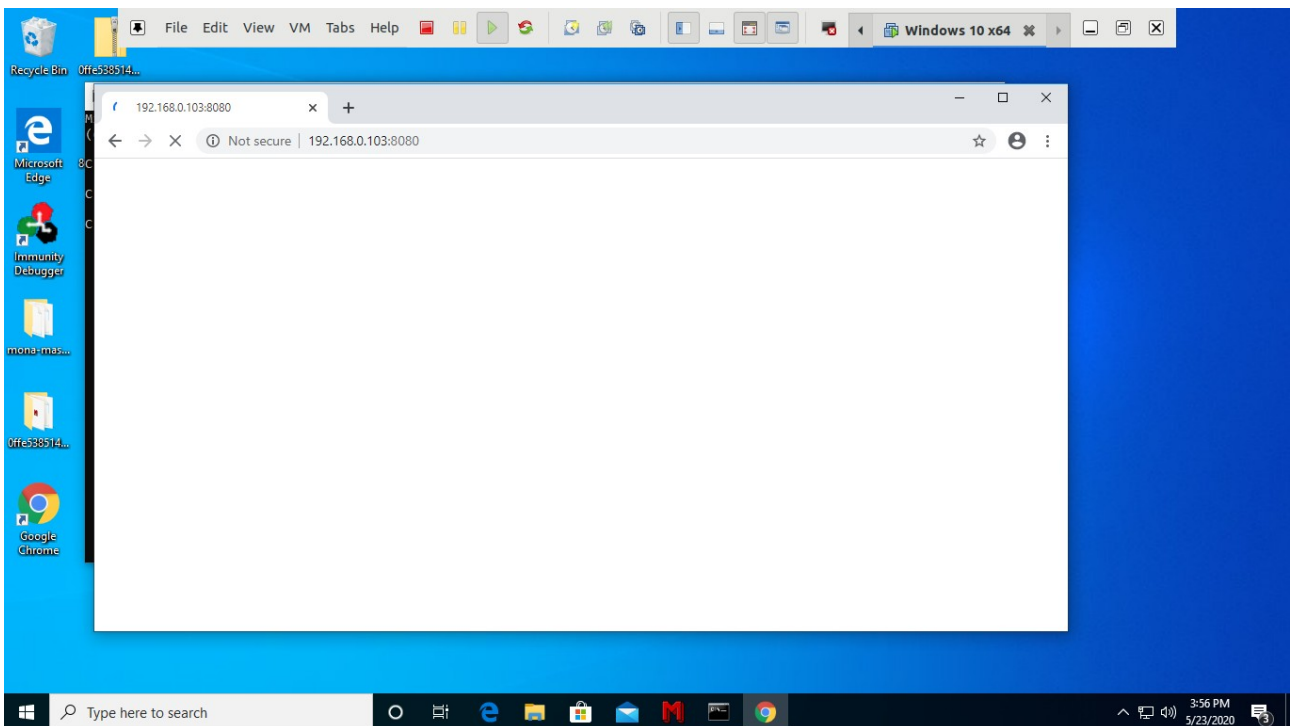 File Edit View VM Tabs Help
Windows 10 x64
Recycle Bin
0ffe538514...
192.168.0.103:8080
Not secure | 192.168.0.103:8080
M
(
Microsoft
Edge
8C
C
C
Immunity
Debugger
mona-mas...
0ffe538514...
Google
Chrome
Type here to search
3:56 PM
5/23/2020
3